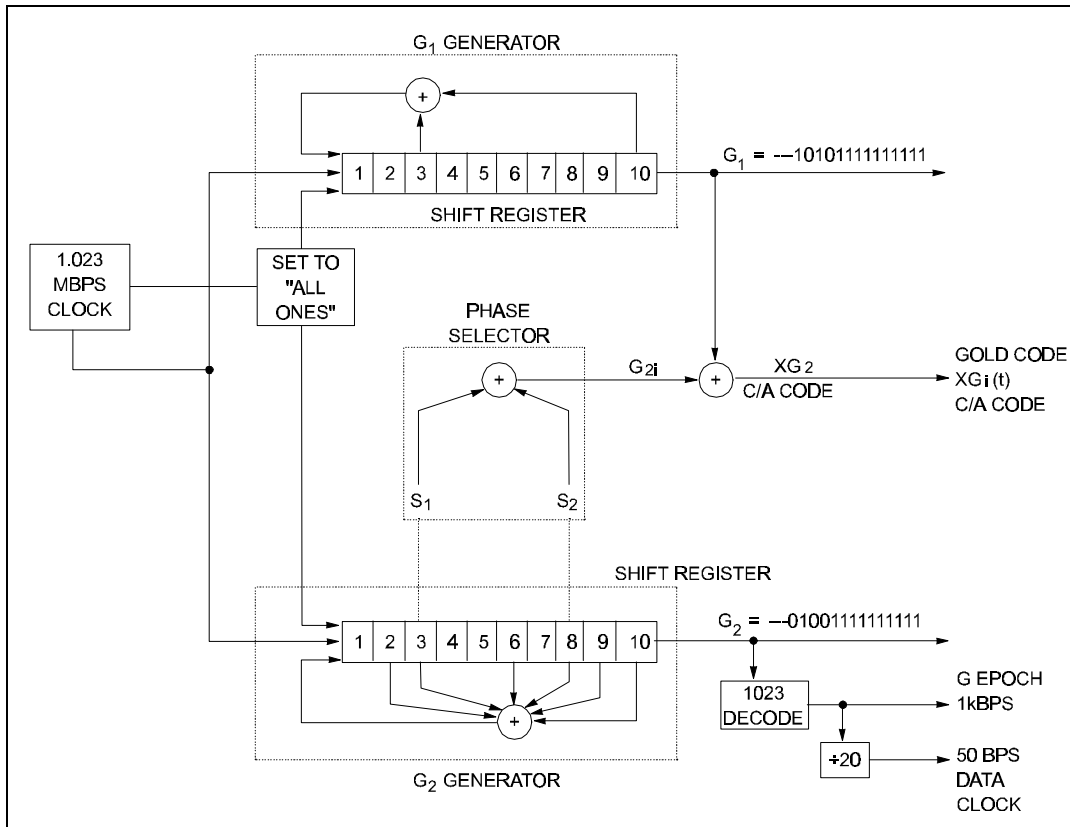 G1 GENERATOR
+
1 2 3 4 5 6 7 8 9 10
SHIFT REGISTER
G1 = ---10101111111111
1.023
MBPS
CLOCK
SET TO
"ALL
ONES"
PHASE
SELECTOR
+
G2i
+
XG2
C/A CODE
GOLD CODE
XGi(t)
C/A CODE
S1
S2
SHIFT REGISTER
1 2 3 4 5 6 7 8 9 10
+
G2 GENERATOR
G2 = ---01001111111111
1023
DECODE
G EPOCH
1kBPS
÷20
50 BPS
DATA
CLOCK